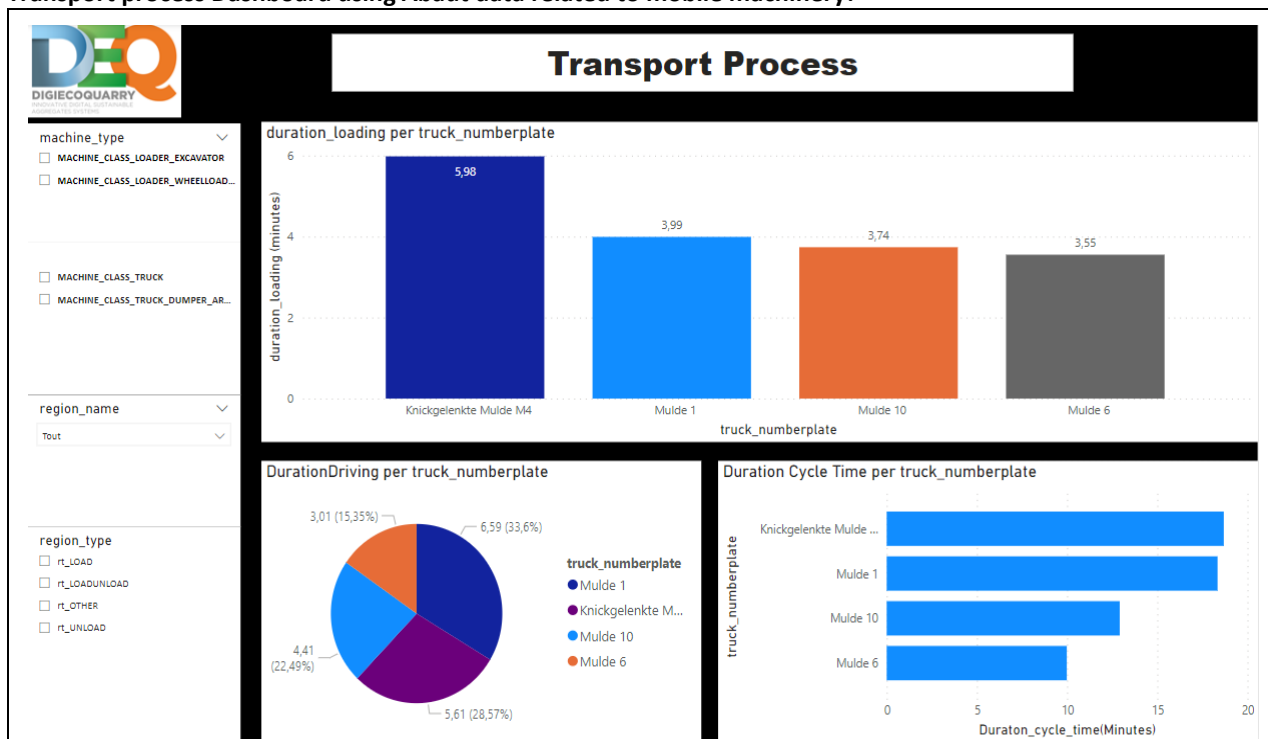 Transport process Dashboard using Abaut data related to mobile machinery:
DEQ
DIGIECOQUARRY
INNOVATIVE DIGITAL SUSTAINABLE
AGGREGATES SYSTEMS
Transport Process
machine_type
MACHINE_CLASS_LOADER_EXCAVATOR
MACHINE_CLASS_LOADER_WHEELLOAD...
MACHINE_CLASS_TRUCK
MACHINE_CLASS_TRUCK_DUMPER_AR...
region_name
Tout
region_type
rt_LOAD
rt_LOADUNLOAD
rt_OTHER
rt_UNLOAD
duration_loading per truck_numberplate
duration_loading (minutes)
6
4
2
0
5,98
3,99
3,74
3,55
Knickgelenkte Mulde M4
Mulde 1
Mulde 10
Mulde 6
truck_numberplate
DurationDriving per truck_numberplate
3,01 (15,35%)
6,59 (33,6%)
4,41
(22,49%)
5,61 (28,57%)
truck_numberplate
Mulde 1
Knickgelenkte M...
Mulde 10
Mulde 6
Duration Cycle Time per truck_numberplate
truck_numberplate
Knickgelenkte Mulde ...
Mulde 1
Mulde 10
Mulde 6
0
5
10
15
20
Duraton_cycle_time(Minutes)